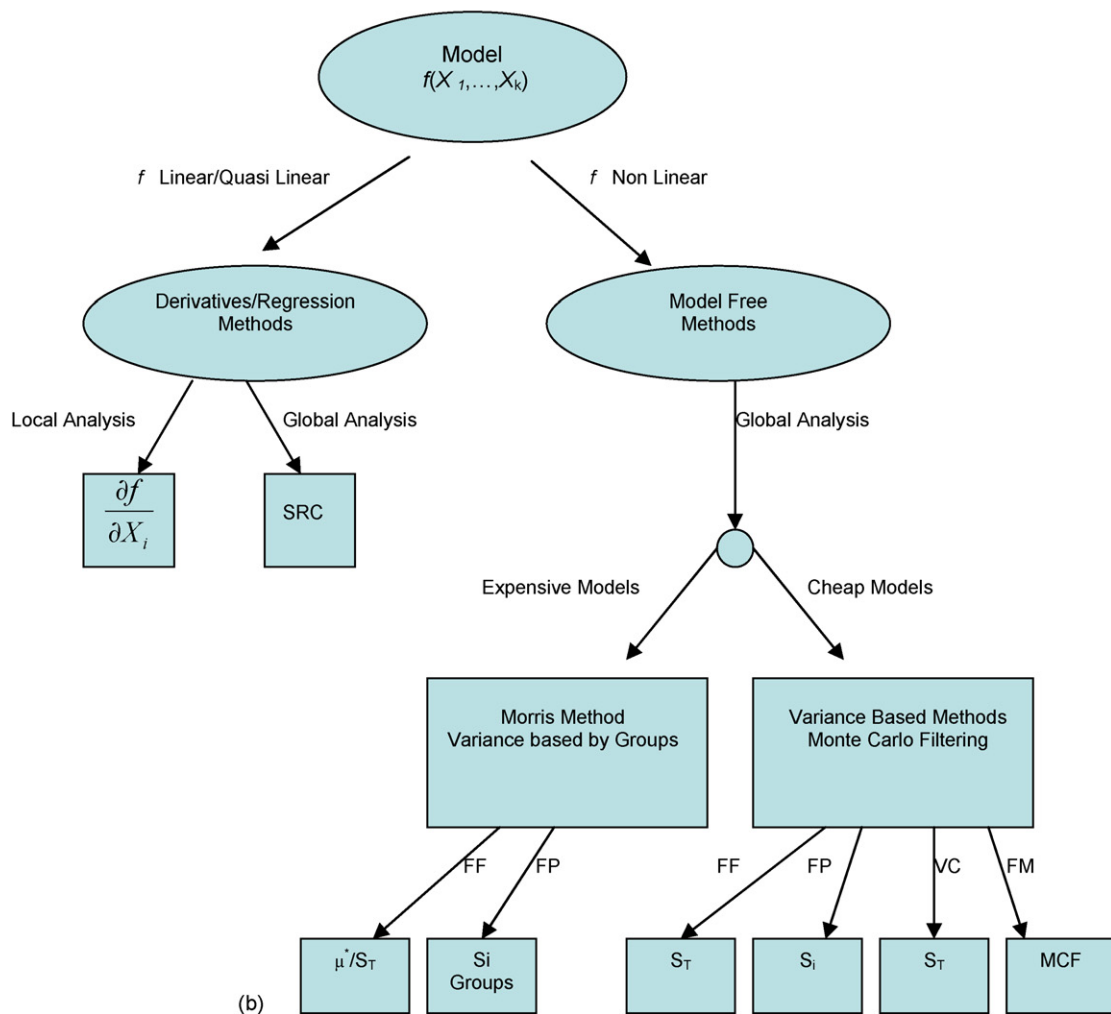 Model
f(X 1,…,Xk)
f Linear/Quasi Linear
f Non Linear
Derivatives/Regression
Methods
Model Free
Methods
Local Analysis
Global Analysis
Global Analysis
∂f
∂X i
SRC
Expensive Models
Cheap Models
Morris Method
Variance based by Groups
Variance Based Methods
Monte Carlo Filtering
FF
FP
FF
FP
VC
FM
μ*/ST
Si
Groups
ST
Si
ST
MCF
(b)